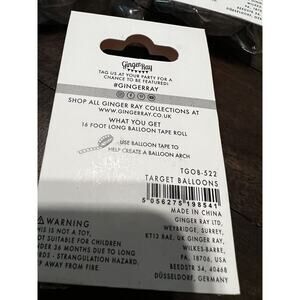 Ginger Ray
TAG US AT YOUR PARTY FOR A
CHANCE TO BE FEATURED!
#GINGERRAY
SHOP ALL GINGER RAY COLLECTIONS AT
WWW.GINGERRAY.CO.UK
WHAT YOU GET
16 FOOT LONG BALLOON TAPE ROLL
USE BALLOON TAPE TO
HELP CREATE A BALLOON ARCH
TGOB-522
TARGET BALLOONS
5 056275 198541
MADE IN CHINA
GINGER RAY LTD,
WEYBRIDGE, SURREY,
KT13 8AE, UK GINGER RAY,
WILKES-BARRE,
PA, 18706, USA
BEEDSTR 54, 40468
DÜSSELDORF, GERMANY
WARNING
THIS IS NOT A TOY,
NOT SUITABLE FOR CHILDREN
UNDER 36 MONTHS DUE TO LONG
CORDS - STRANGULATION HAZARD,
KEEP AWAY FROM FIRE.